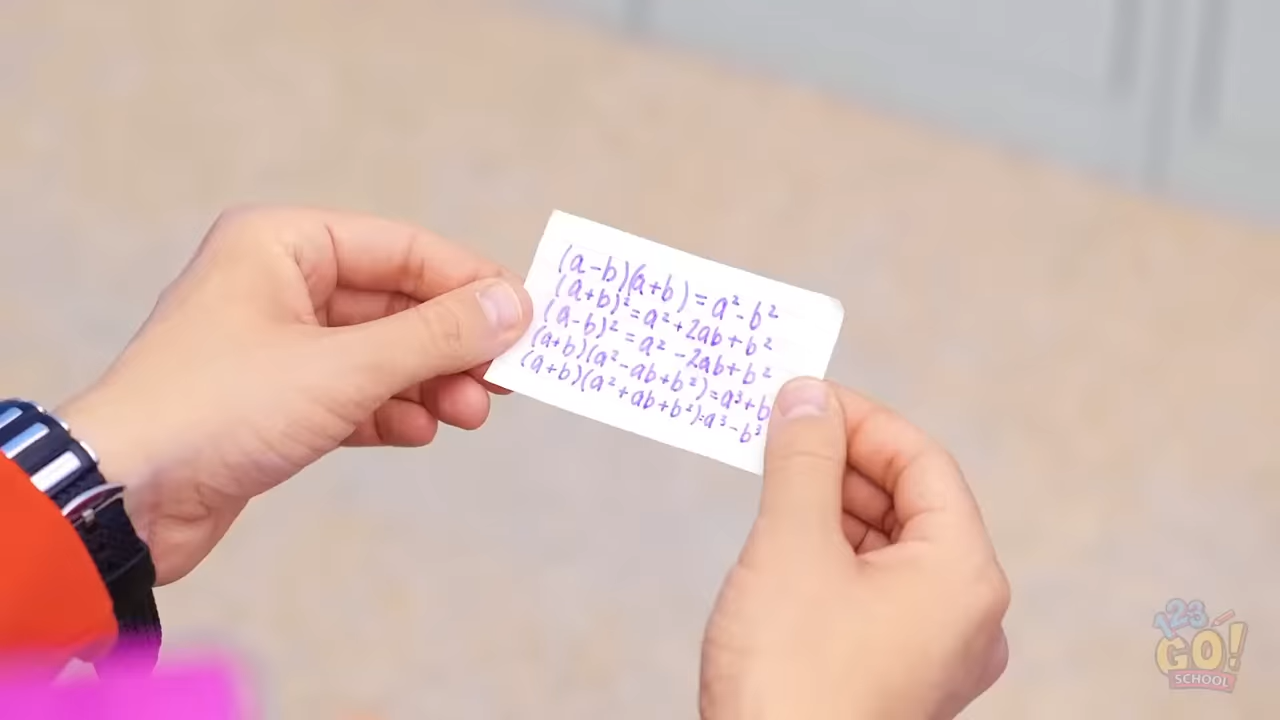 (a-b)(a+b)=a²-b²
(a+b)²=a²+2ab+b²
(a-b)²=a²-2ab+b²
(a+b)(a²-ab+b²)=a³+b
(a+b)(a²+ab+b²)=a³-b³
123
GO!
SCHOOL